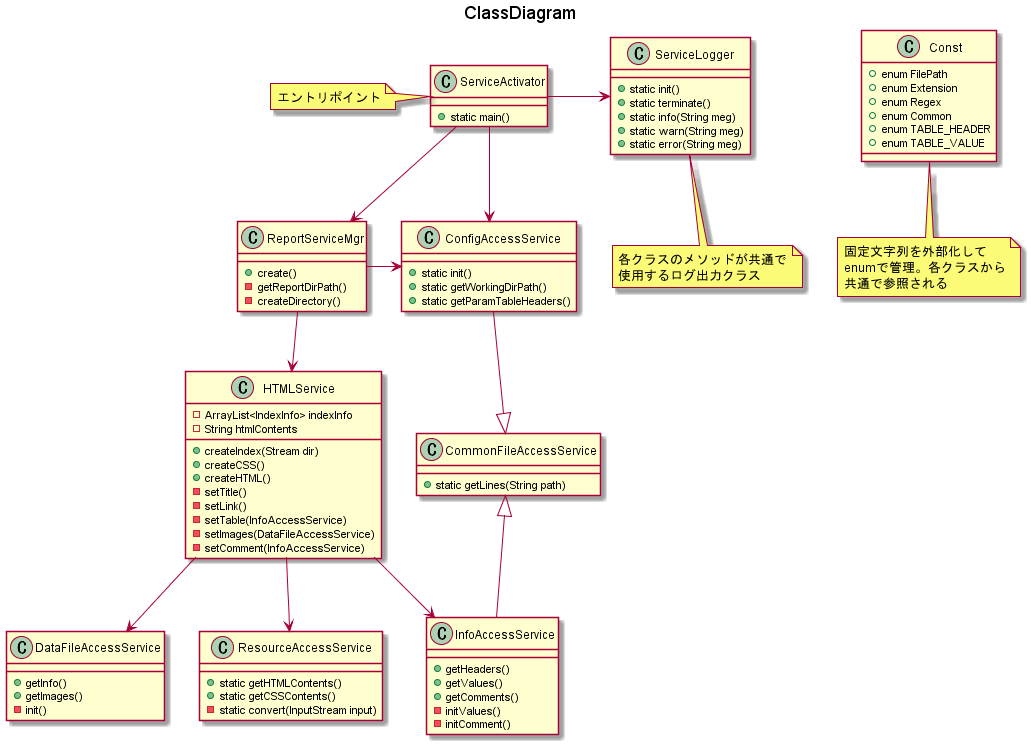 ClassDiagram
エントリポイント
C ServiceActivator
static main()
C ServiceLogger
static init()
static terminate()
static info(String meg)
static warn(String meg)
static error(String meg)
C Const
enum FilePath
enum Extension
enum Regex
enum Common
enum TABLE_HEADER
enum TABLE_VALUE
C ReportServiceMgr
create()
getReportDirPath()
createDirectory()
C ConfigAccessService
static init()
static getWorkingDirPath()
static getParamTableHeaders()
各クラスのメソッドが共通で
使用するログ出力クラス
固定文字列を外部化して
enumで管理。各クラスから
共通で参照される
C HTMLService
ArrayList<IndexInfo> indexInfo
String htmlContents
createIndex(Stream dir)
createCSS()
createHTML()
setTitle()
setLink()
setTable(InfoAccessService)
setImages(DataFileAccessService)
setComment(InfoAccessService)
C CommonFileAccessService
static getLines(String path)
C DataFileAccessService
getInfo()
getImages()
init()
C ResourceAccessService
static getHTMLContents()
static getCSSContents()
static convert(InputStream input)
C InfoAccessService
getHeaders()
getValues()
getComments()
initValues()
initComment()